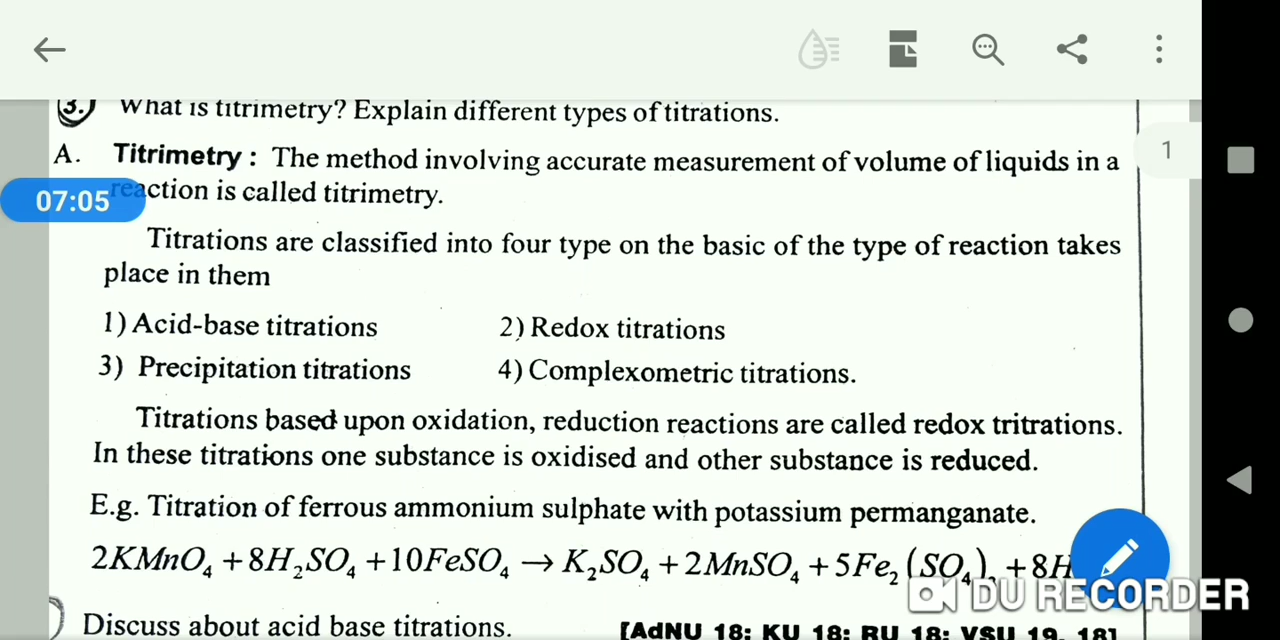 3. What is titrimetry? Explain different types of titrations.
A. Titrimetry : The method involving accurate measurement of volume of liquids in a
1
reaction is called titrimetry.
07:05
Titrations are classified into four type on the basic of the type of reaction takes
place in them
1) Acid-base titrations 2) Redox titrations
3) Precipitation titrations 4) Complexometric titrations.
Titrations based upon oxidation, reduction reactions are called redox tritrations.
In these titrations one substance is oxidised and other substance is reduced.
E.g. Titration of ferrous ammonium sulphate with potassium permanganate.
2KMnO₄ +8H₂SO₄ +10FeSO₄ → K₂SO₄ +2MnSO₄ +5Fe₂ (SO₄) +8H
DU RECORDER
Discuss about acid base titrations. [AdNU 18; KU 18; RU 18; VSU 19, 18]